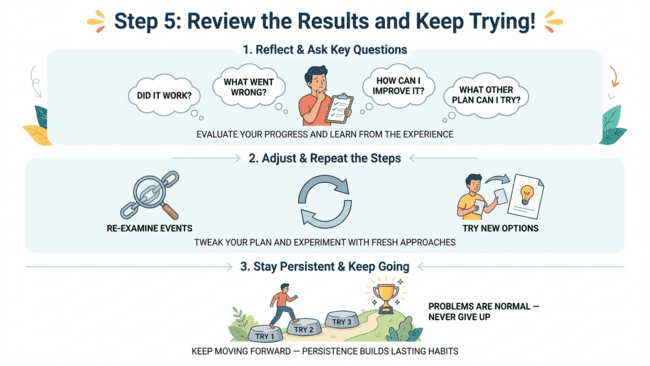 Step 5: Review the Results and Keep Trying!
1. Reflect & Ask Key Questions
DID IT WORK?
WHAT WENT
WRONG?
HOW CAN I
IMPROVE IT?
WHAT OTHER
PLAN CAN I TRY?
EVALUATE YOUR PROGRESS AND LEARN FROM THE EXPERIENCE
2. Adjust & Repeat the Steps
RE-EXAMINE EVENTS
TRY NEW OPTIONS
TWEAK YOUR PLAN AND EXPERIMENT WITH FRESH APPROACHES
3. Stay Persistent & Keep Going
TRY 1
TRY 2
TRY 3
PROBLEMS ARE NORMAL —
NEVER GIVE UP
KEEP MOVING FORWARD — PERSISTENCE BUILDS LASTING HABITS